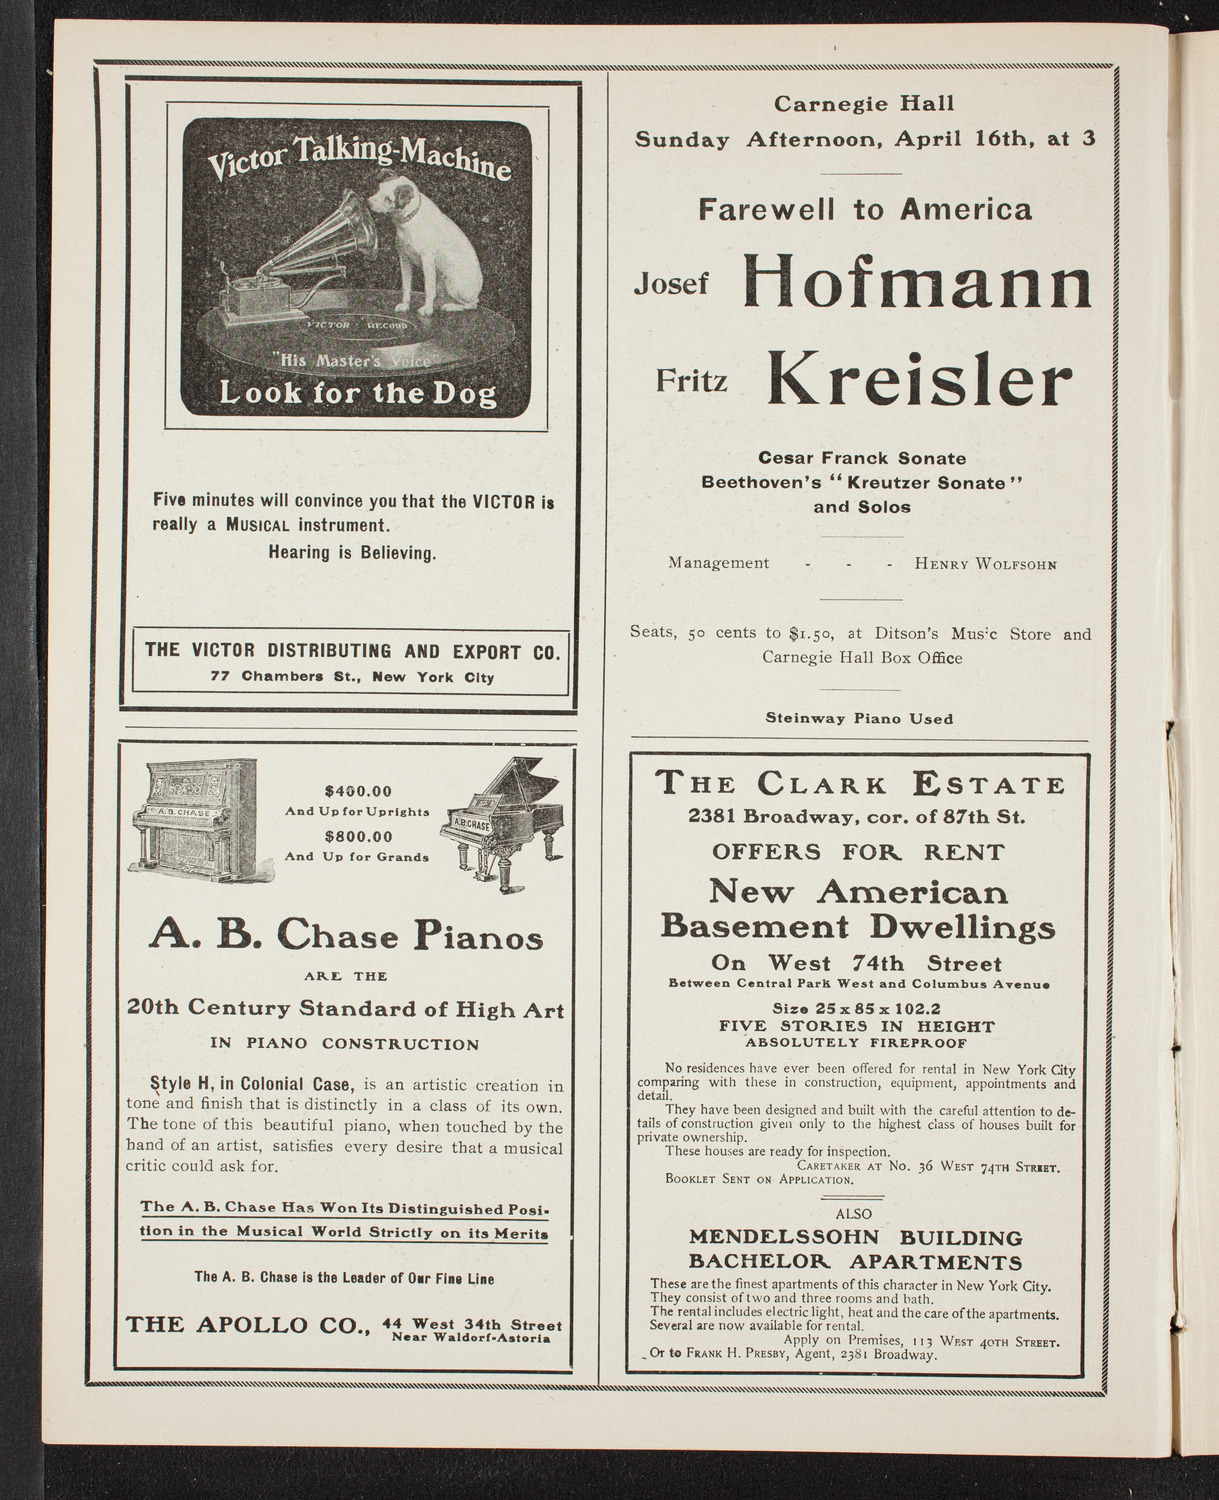 Victor Talking-Machine
VICTOR RECORD
"His Master's Voice"
Look for the Dog
Five minutes will convince you that the VICTOR is
really a MUSICAL instrument.
Hearing is Believing.
THE VICTOR DISTRIBUTING AND EXPORT CO.
77 Chambers St., New York City
A.B. CHASE
$400.00
And Up for Uprights
$800.00
And Up for Grands
A.B.CHASE
A. B. Chase Pianos
ARE THE
20th Century Standard of High Art
IN PIANO CONSTRUCTION
Style H, in Colonial Case, is an artistic creation in
tone and finish that is distinctly in a class of its own.
The tone of this beautiful piano, when touched by the
hand of an artist, satisfies every desire that a musical
critic could ask for.
The A. B. Chase Has Won Its Distinguished Posi-
tion in the Musical World Strictly on its Merits
The A. B. Chase is the Leader of Our Fine Line
THE APOLLO CO., 44 West 34th Street
Near Waldorf-Astoria
Carnegie Hall
Sunday Afternoon, April 16th, at 3
Farewell to America
Josef Hofmann
Fritz Kreisler
Cesar Franck Sonate
Beethoven's "Kreutzer Sonate"
and Solos
Management - - - HENRY WOLFSOHN
Seats, 50 cents to $1.50, at Ditson's Music Store and
Carnegie Hall Box Office
Steinway Piano Used
THE CLARK ESTATE
2381 Broadway, cor. of 87th St.
OFFERS FOR RENT
New American
Basement Dwellings
On West 74th Street
Between Central Park West and Columbus Avenue
Size 25 x 85 x 102.2
FIVE STORIES IN HEIGHT
ABSOLUTELY FIREPROOF
No residences have ever been offered for rental in New York City
comparing with these in construction, equipment, appointments and
detail.
They have been designed and built with the careful attention to de-
tails of construction given only to the highest class of houses built for
private ownership.
These houses are ready for inspection.
CARETAKER AT NO. 36 WEST 74TH STREET.
BOOKLET SENT ON APPLICATION.
ALSO
MENDELSSOHN BUILDING
BACHELOR APARTMENTS
These are the finest apartments of this character in New York City.
They consist of two and three rooms and bath.
The rental includes electric light, heat and the care of the apartments.
Several are now available for rental.
Apply on Premises, 113 WEST 40TH STREET.
Or to FRANK H. PRESBY, Agent, 2381 Broadway.